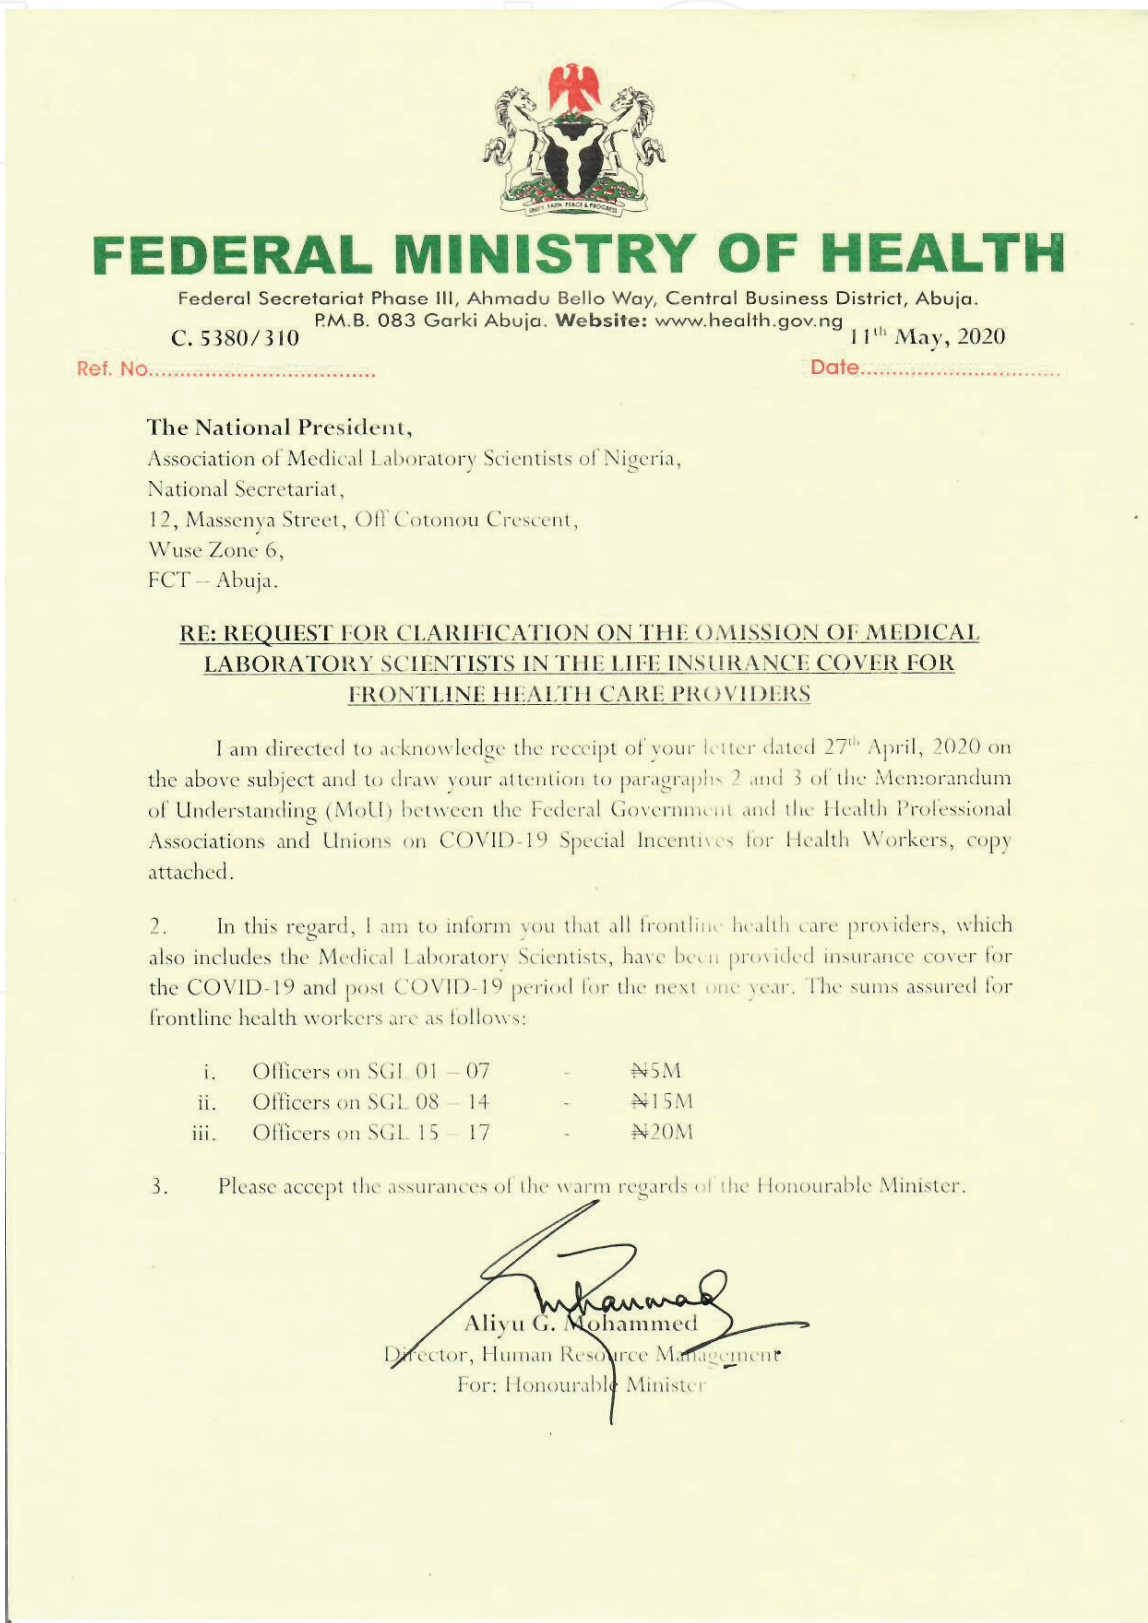 UNITY, FAITH, PEACE & PROGRESS
FEDERAL MINISTRY OF HEALTH
Federal Secretariat Phase III, Ahmadu Bello Way, Central Business District, Abuja.
P.M.B. 083 Garki Abuja. Website: www.health.gov.ng
C. 5380/310
11th May, 2020
Ref. No....................................
Date................................
The National President,
Association of Medical Laboratory Scientists of Nigeria,
National Secretariat,
12, Massenya Street, Off Cotonou Crescent,
Wuse Zone 6,
FCT – Abuja.
RE: REQUEST FOR CLARIFICATION ON THE OMISSION OF MEDICAL
LABORATORY SCIENTISTS IN THE LIFE INSURANCE COVER FOR
FRONTLINE HEALTH CARE PROVIDERS
I am directed to acknowledge the receipt of your letter dated 27th April, 2020 on
the above subject and to draw your attention to paragraphs 2 and 3 of the Memorandum
of Understanding (MoU) between the Federal Government and the Health Professional
Associations and Unions on COVID-19 Special Incentives for Health Workers, copy
attached.
2. In this regard, I am to inform you that all frontline health care providers, which
also includes the Medical Laboratory Scientists, have been provided insurance cover for
the COVID-19 and post COVID-19 period for the next one year. The sums assured for
frontline health workers are as follows:
i. Officers on SGL 01 – 07 - ₦5M
ii. Officers on SGL 08 – 14 - ₦15M
iii. Officers on SGL 15 – 17 - ₦20M
3. Please accept the assurances of the warm regards of the Honourable Minister.
Aliyu G. Mohammed
Director, Human Resource Management
For: Honourable Minister